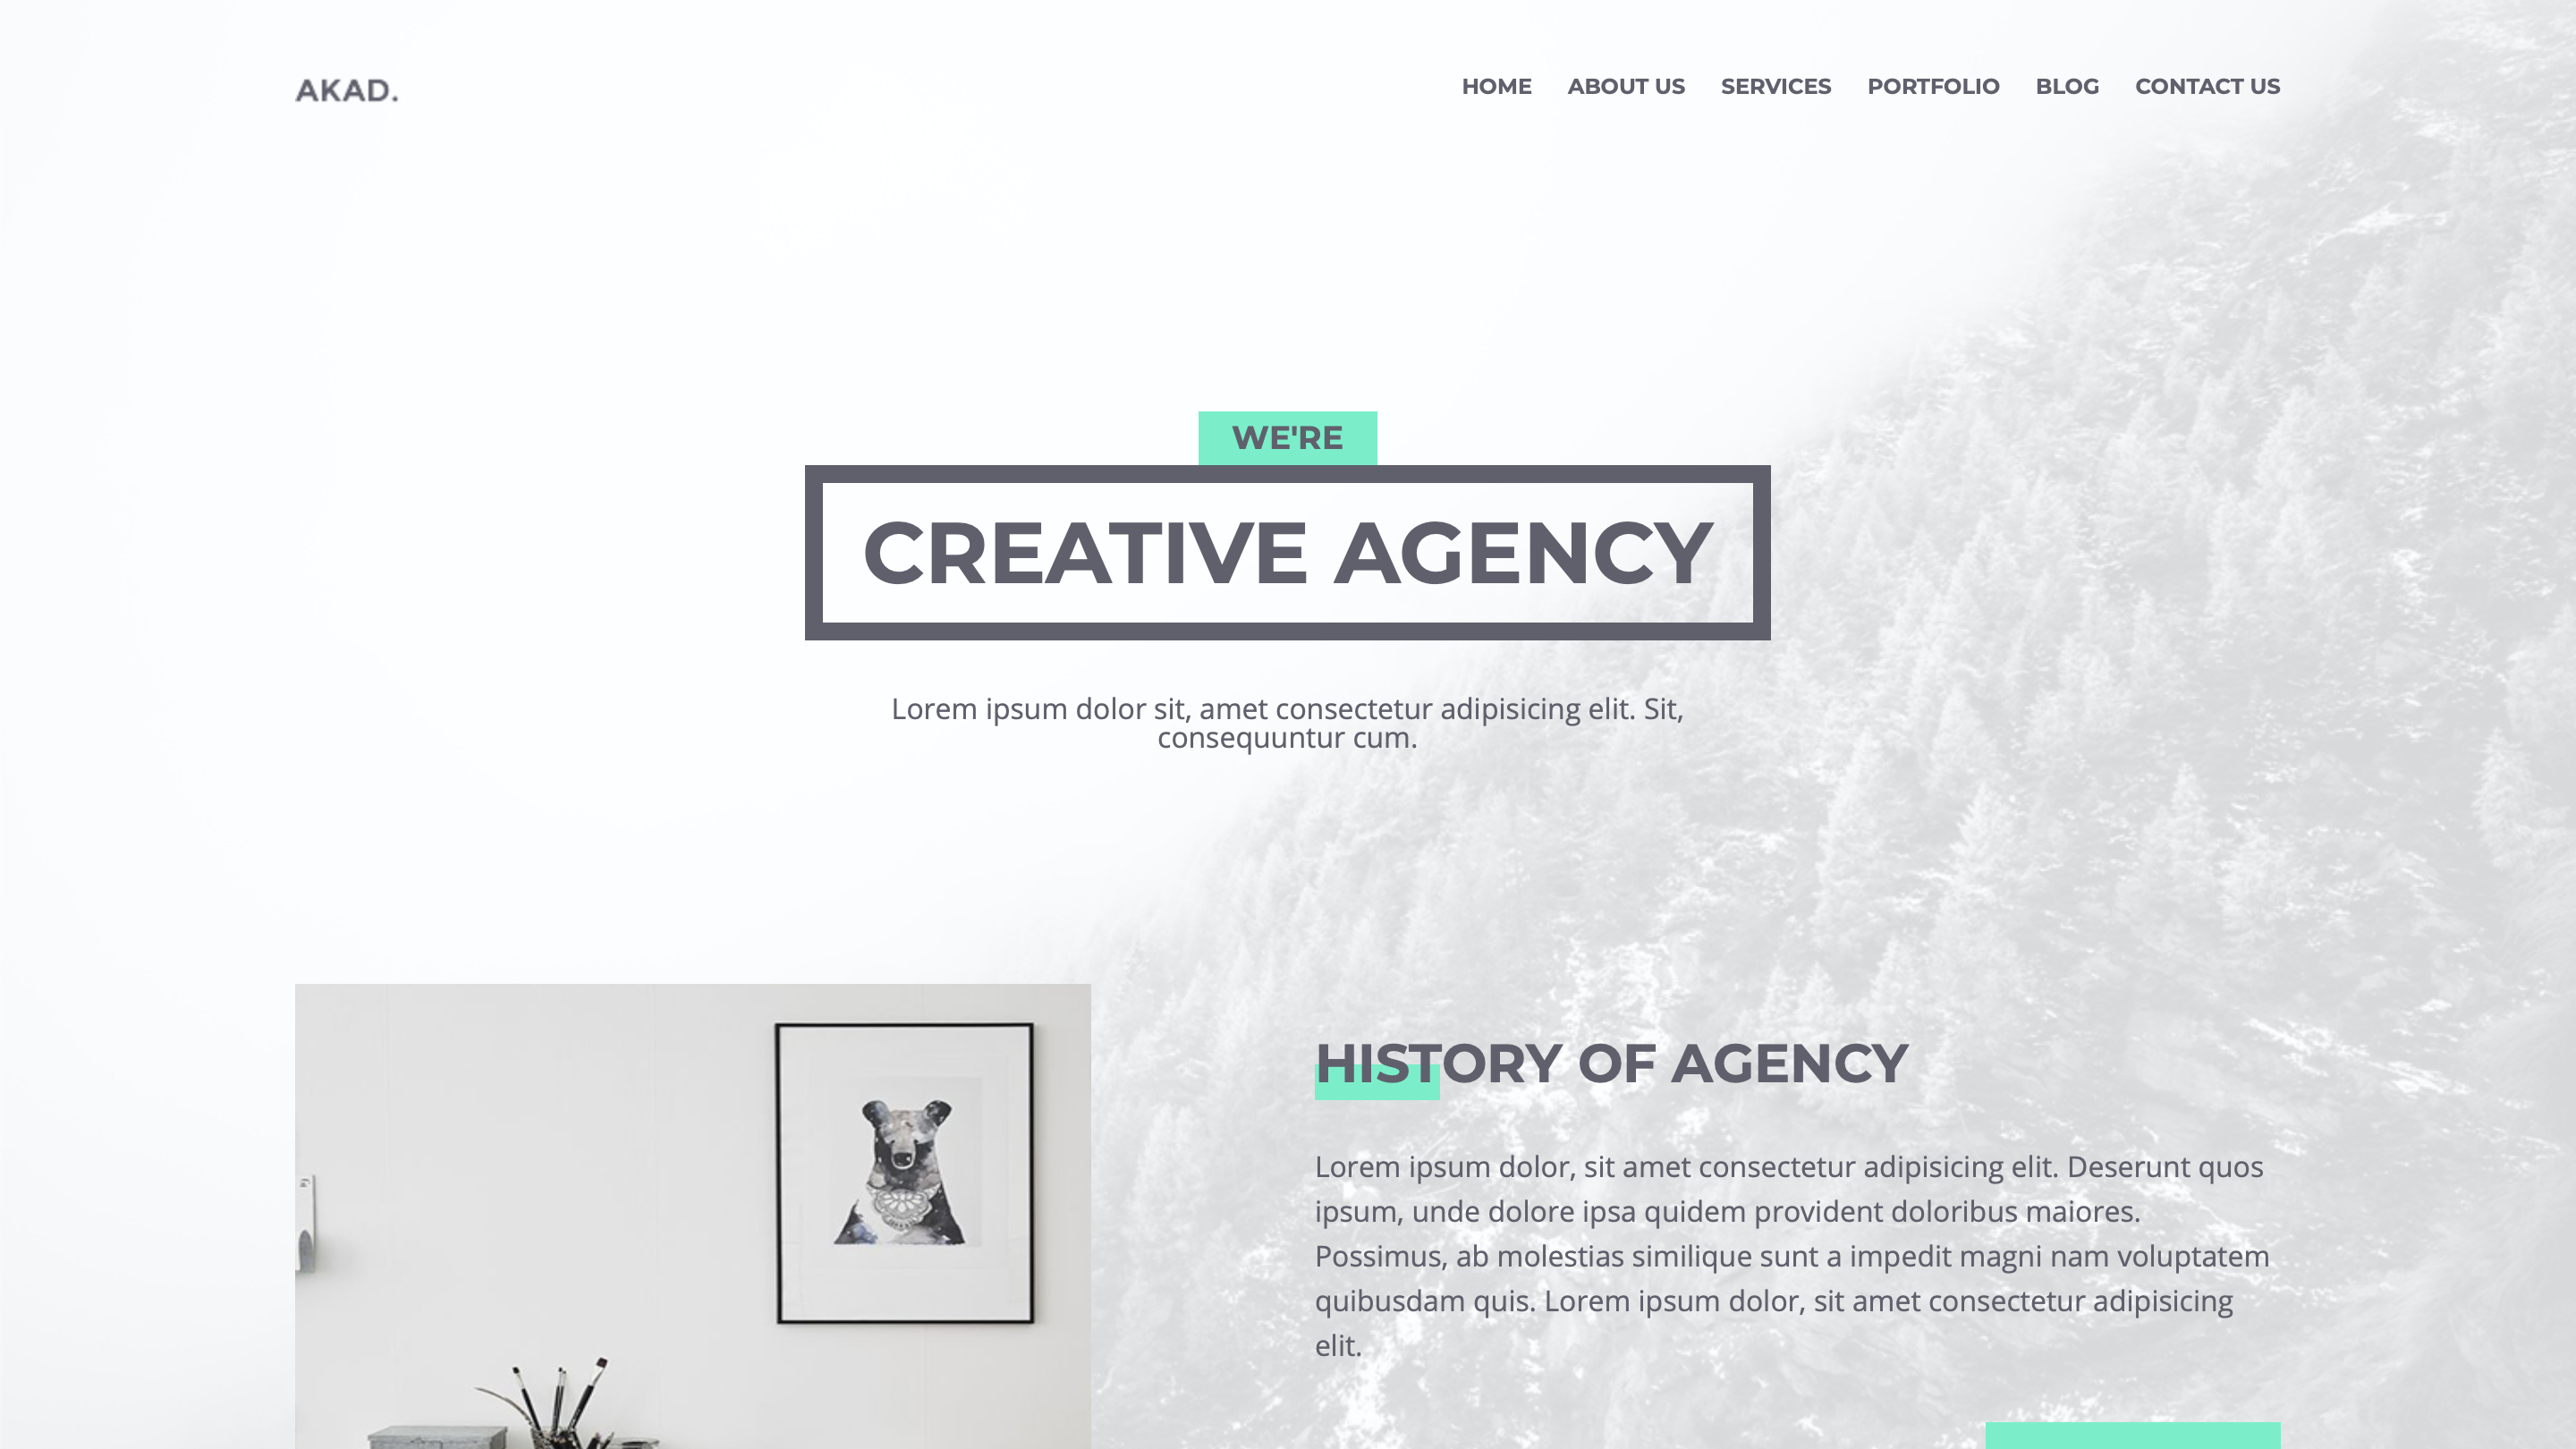 AKAD.
HOME ABOUT US SERVICES PORTFOLIO BLOG CONTACT US
WE'RE
CREATIVE AGENCY
Lorem ipsum dolor sit, amet consectetur adipisicing elit. Sit,
consequuntur cum.
HISTORY OF AGENCY
Lorem ipsum dolor, sit amet consectetur adipisicing elit. Deserunt quos
ipsum, unde dolore ipsa quidem provident doloribus maiores.
Possimus, ab molestias similique sunt a impedit magni nam voluptatem
quibusdam quis. Lorem ipsum dolor, sit amet consectetur adipisicing
elit.